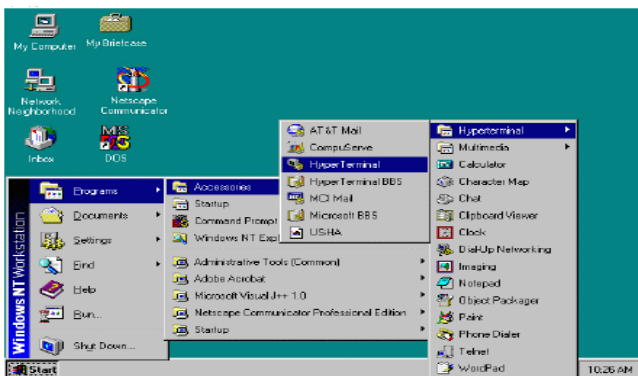 My Computer
My Briefcase
Network
Neighborhood
Netscape
Communicator
Inbox
MS
DOS
Windows NT Workstation
Programs
Documents
Settings
Find
Help
Run...
Shut Down...
Accessories
Startup
Command Prompt
Windows NT Expl
Administrative Tools (Common)
Adobe Acrobat
Microsoft Visual J++ 1.0
Netscape Communicator Professional Edition
Startup
AT&T Mail
CompuServe
HyperTerminal
HyperTerminal BBS
MCI Mail
Microsoft BBS
USHA
Hyperterminal
Multimedia
Calculator
Character Map
Chat
Clipboard Viewer
Clock
Dial-Up Networking
Imaging
Notepad
Object Packager
Paint
Phone Dialer
Telnet
WordPad
Start
10:26 AM